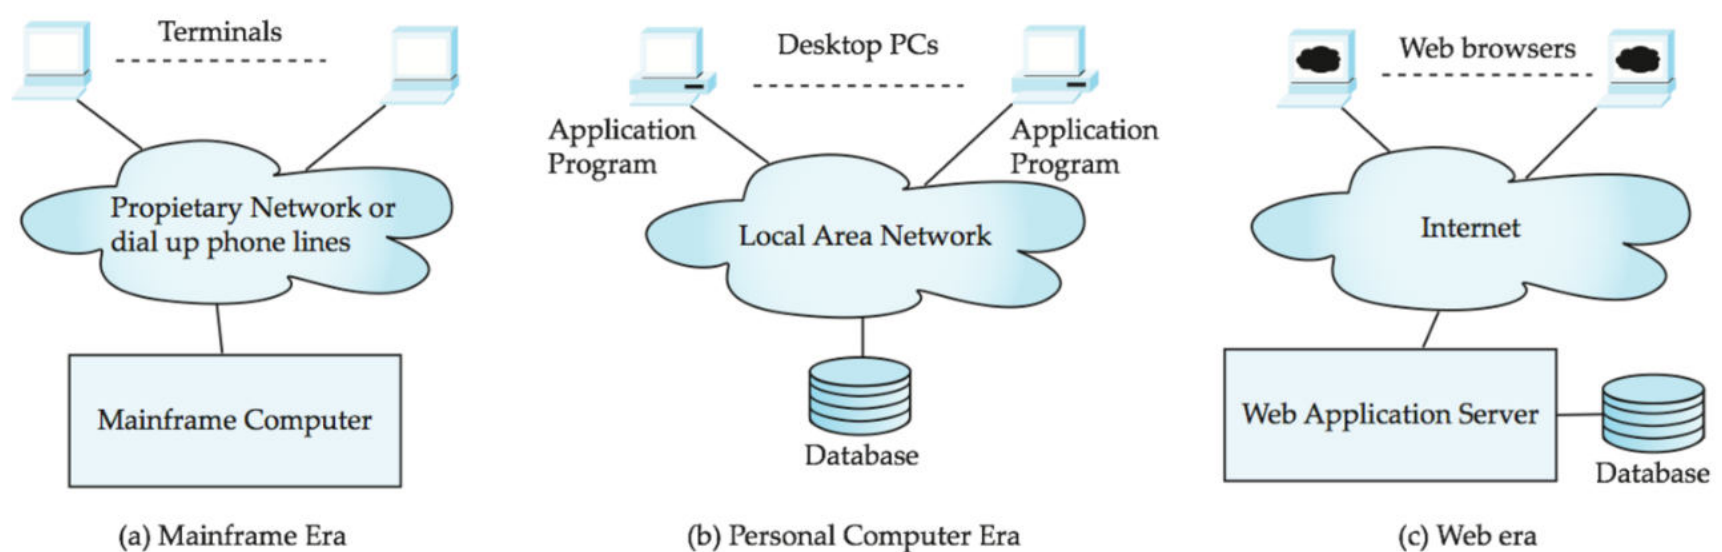 Terminals
Propietary Network or
dial up phone lines
Mainframe Computer
(a) Mainframe Era
Desktop PCs
Application
Program
Application
Program
Local Area Network
Database
(b) Personal Computer Era
Web browsers
Internet
Web Application Server
Database
(c) Web era